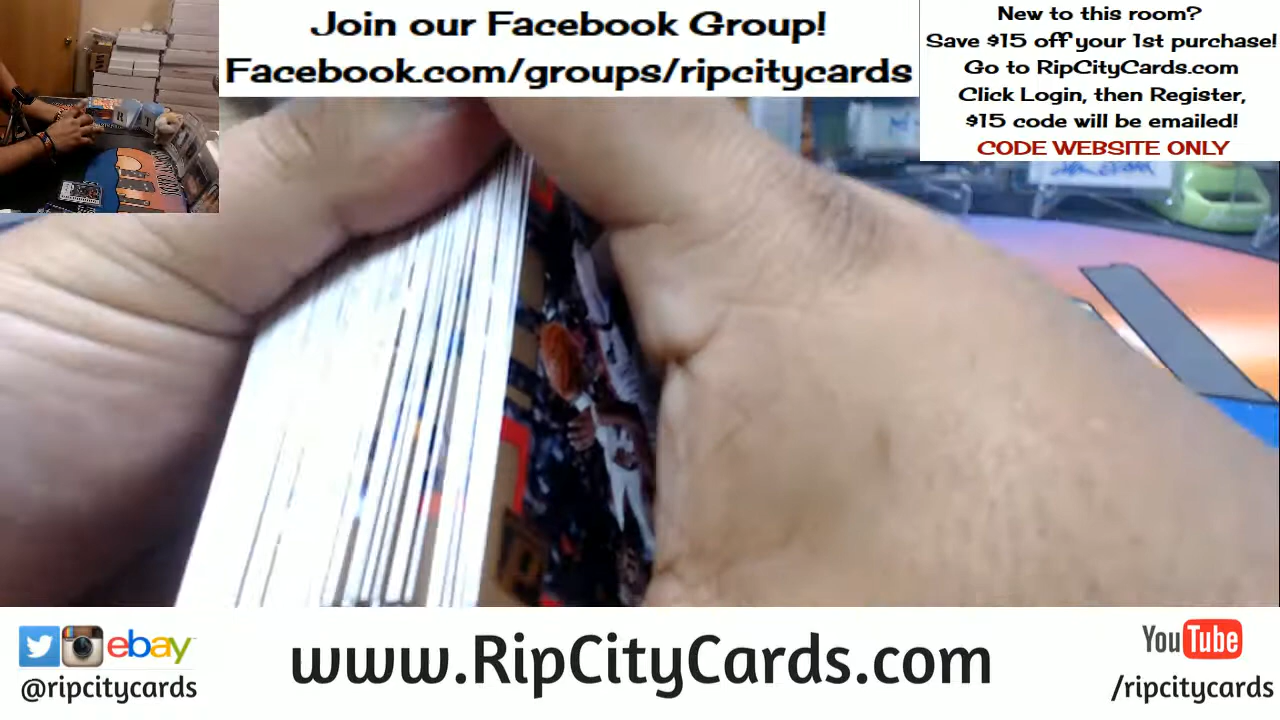 Join our Facebook Group!
Facebook.com/groups/ripcitycards
New to this room?
Save $15 off your 1st purchase!
Go to RipCityCards.com
Click Login, then Register,
$15 code will be emailed!
CODE WEBSITE ONLY
ebay
@ripcitycards
www.RipCityCards.com
YouTube
/ripcitycards